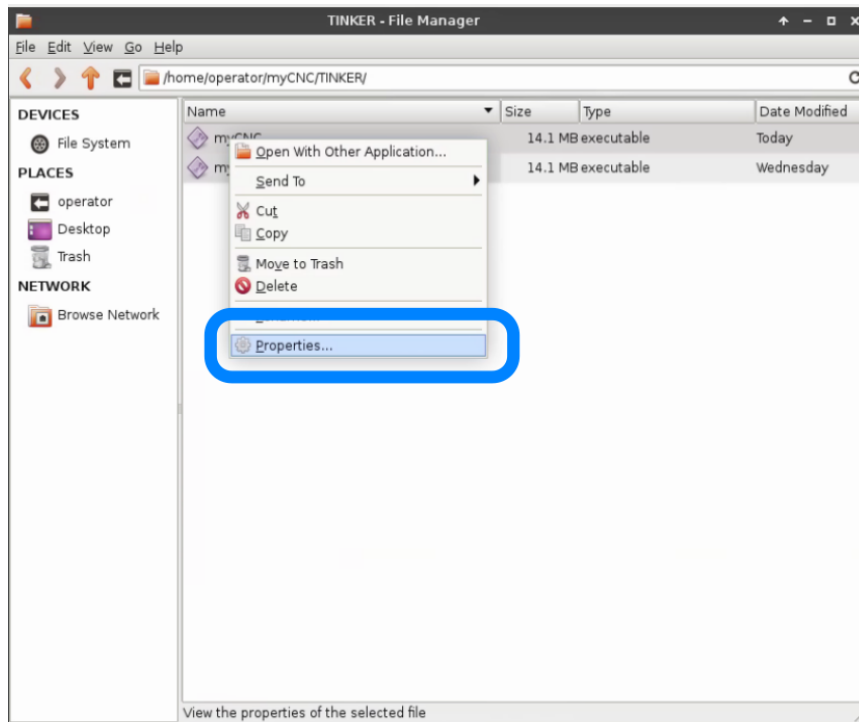 TINKER - File Manager
File Edit View Go Help
/home/operator/myCNC/TINKER/
DEVICES
File System
PLACES
operator
Desktop
Trash
NETWORK
Browse Network
Name Size Type Date Modified
myCNC 14.1 MB executable Today
14.1 MB executable Wednesday
Open With Other Application...
Send To
Cut
Copy
Move to Trash
Delete
Properties...
View the properties of the selected file